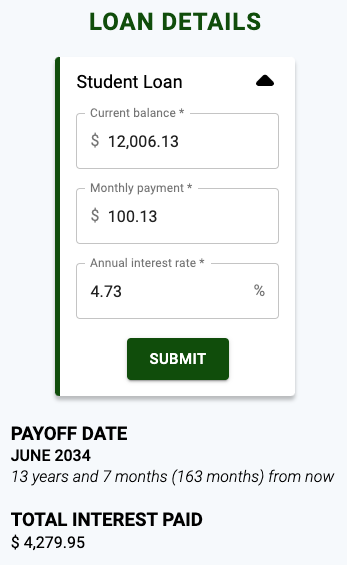 LOAN DETAILS
Student Loan
Current balance *
$ 12,006.13
Monthly payment *
$ 100.13
Annual interest rate *
4.73 %
SUBMIT
PAYOFF DATE
JUNE 2034
13 years and 7 months (163 months) from now
TOTAL INTEREST PAID
$ 4,279.95